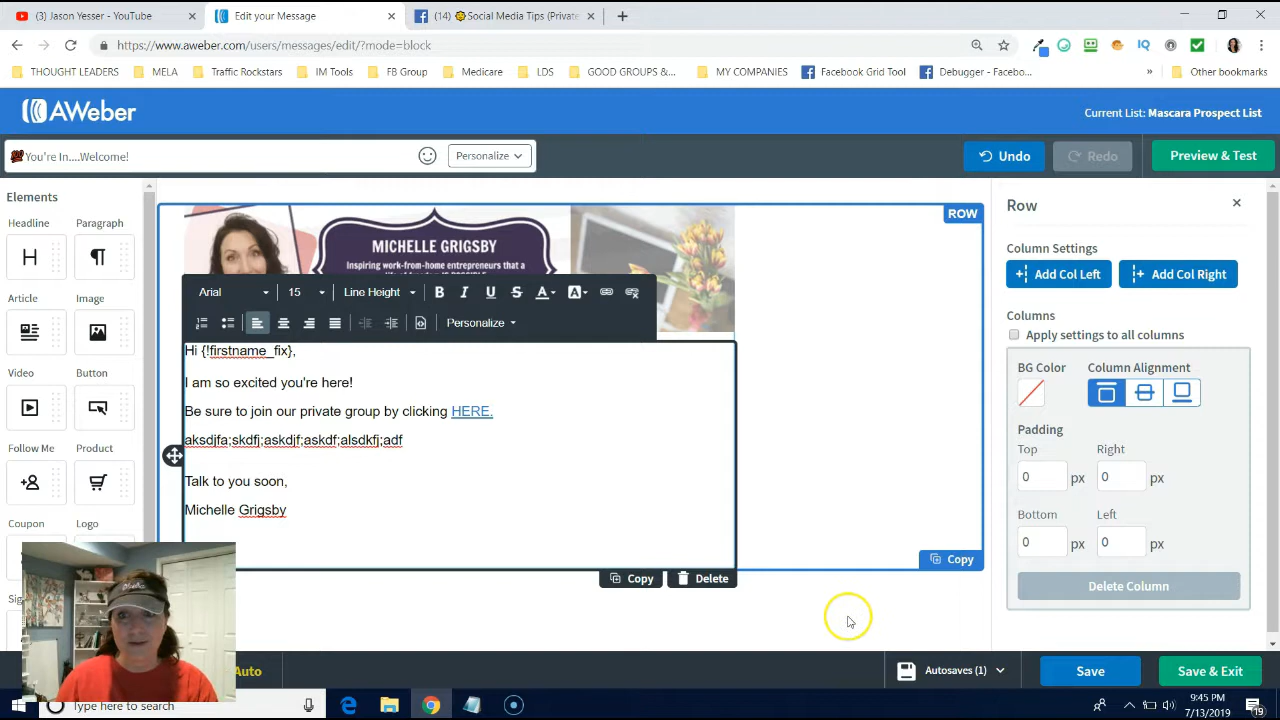 (3) Jason Yesser - YouTube
Edit your Message
(14) Social Media Tips (Private
https://www.aweber.com/users/messages/edit/?mode=block
THOUGHT LEADERS
MELA
Traffic Rockstars
IM Tools
FB Group
Medicare
LDS
GOOD GROUPS &...
MY COMPANIES
Facebook Grid Tool
Debugger - Facebo...
»
Other bookmarks
AWeber
Current List: Mascara Prospect List
You're In....Welcome!
Personalize
Undo
Redo
Preview & Test
Elements
Headline
Paragraph
Article
Image
Video
Button
Follow Me
Product
Coupon
Logo
ROW
MICHELLE GRIGSBY
Inspiring work-from-home entrepreneurs that a
Arial
15
Line Height
B
I
U
S
A
A
Personalize
Hi {!firstname_fix},
I am so excited you're here!
Be sure to join our private group by clicking HERE.
aksdjfa;skdfj;askdjf;askdf;alsdkfj;adf
Talk to you soon,
Michelle Grigsby
Copy
Delete
Copy
Row
Column Settings
Add Col Left
Add Col Right
Columns
Apply settings to all columns
BG Color
Column Alignment
Padding
Top
Right
0 px
0 px
Bottom
Left
0 px
0 px
Delete Column
Auto
Autosaves (1)
Save
Save & Exit
Type here to search
9:45 PM
7/13/2019
19